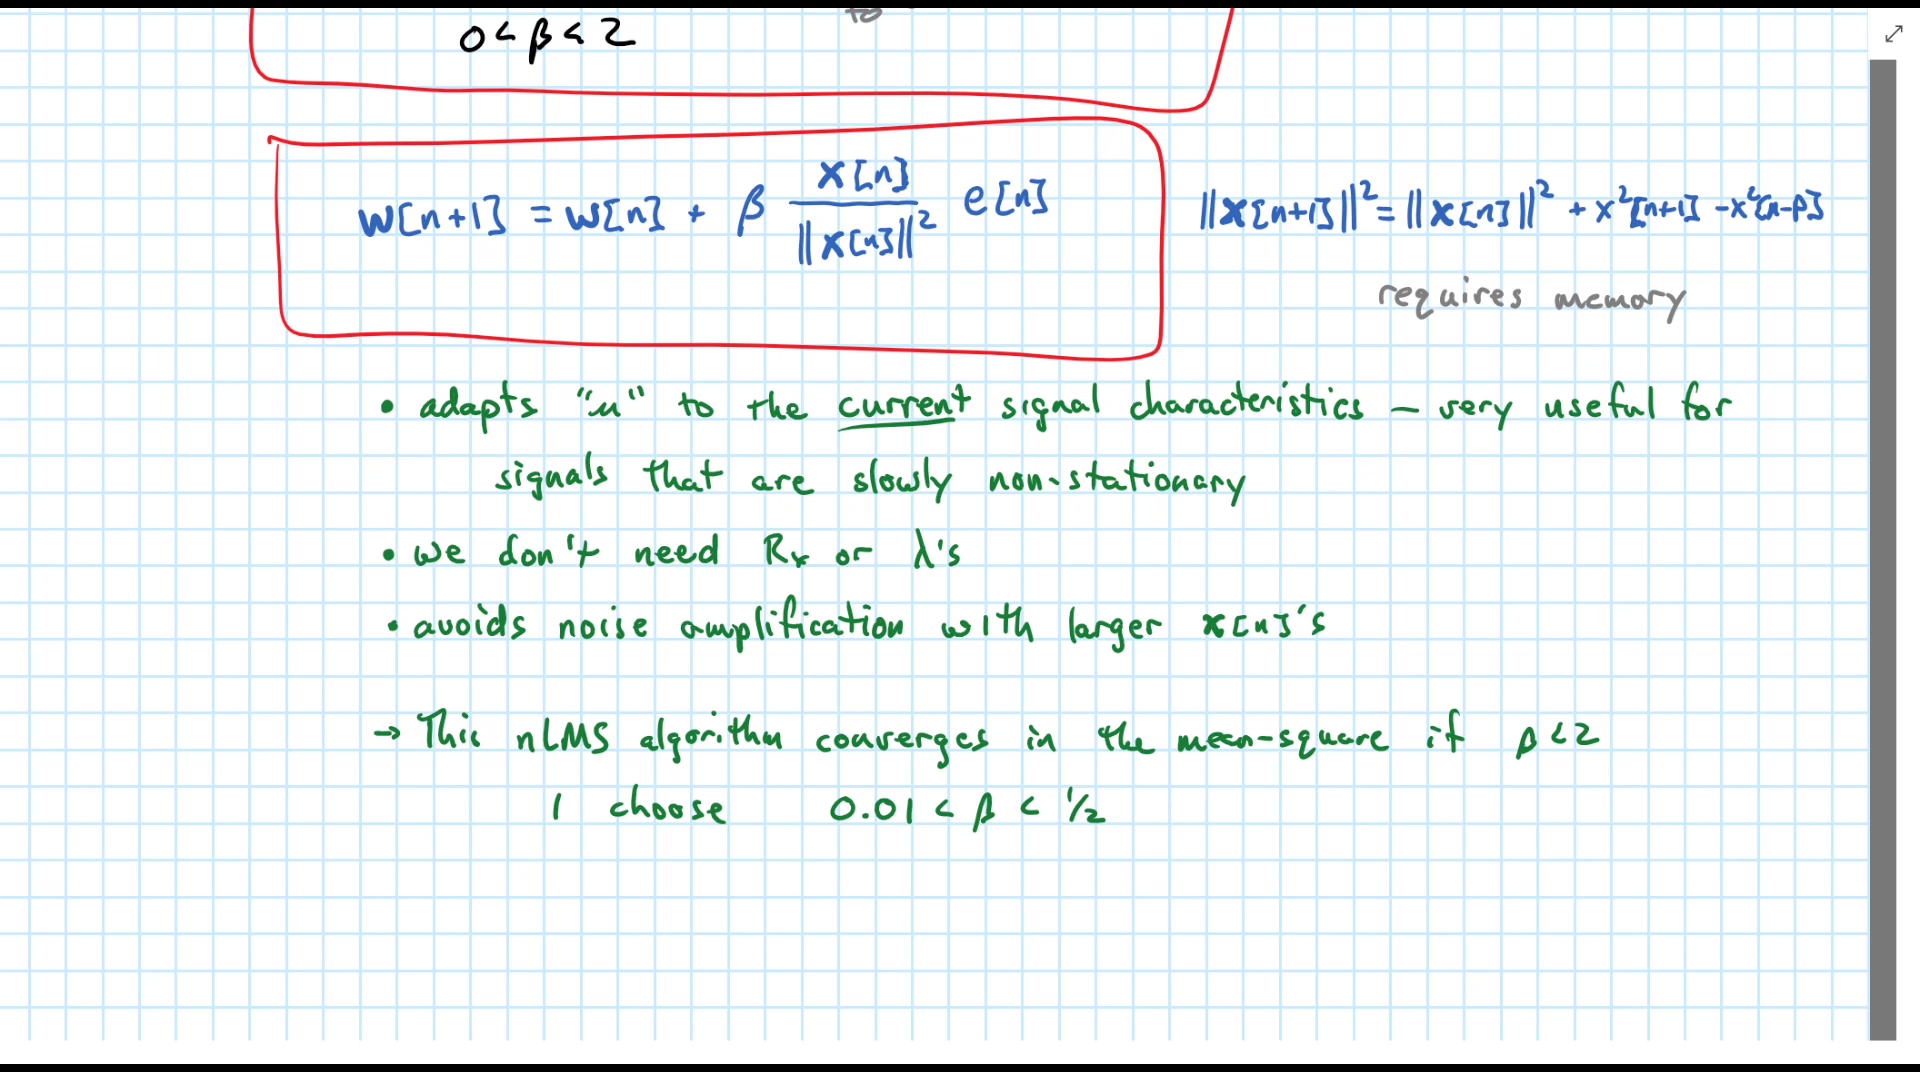 to
0 < β < 2
w[n+1] = w[n] + β x[n] / ||x[n]||² e[n]
||x[n+1]||² = ||x[n]||² + x²[n+1] - x²[n-p]
requires memory
• adapts "μ" to the current signal characteristics — very useful for
signals that are slowly non-stationary
• we don't need Rx or λ's
• avoids noise amplification with larger x[n]'s
→ This nLMS algorithm converges in the mean-square if β < 2
I choose 0.01 < β < 1/2